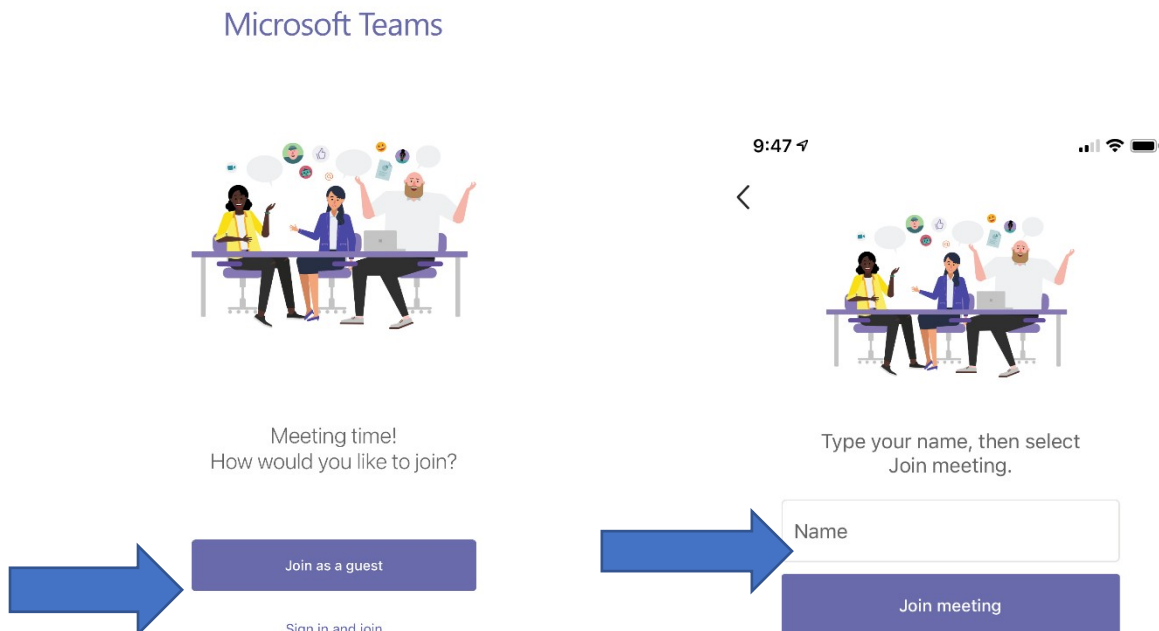 Microsoft Teams
Meeting time!
How would you like to join?
Join as a guest
Sign in and join
9:47
Type your name, then select
Join meeting.
Name
Join meeting